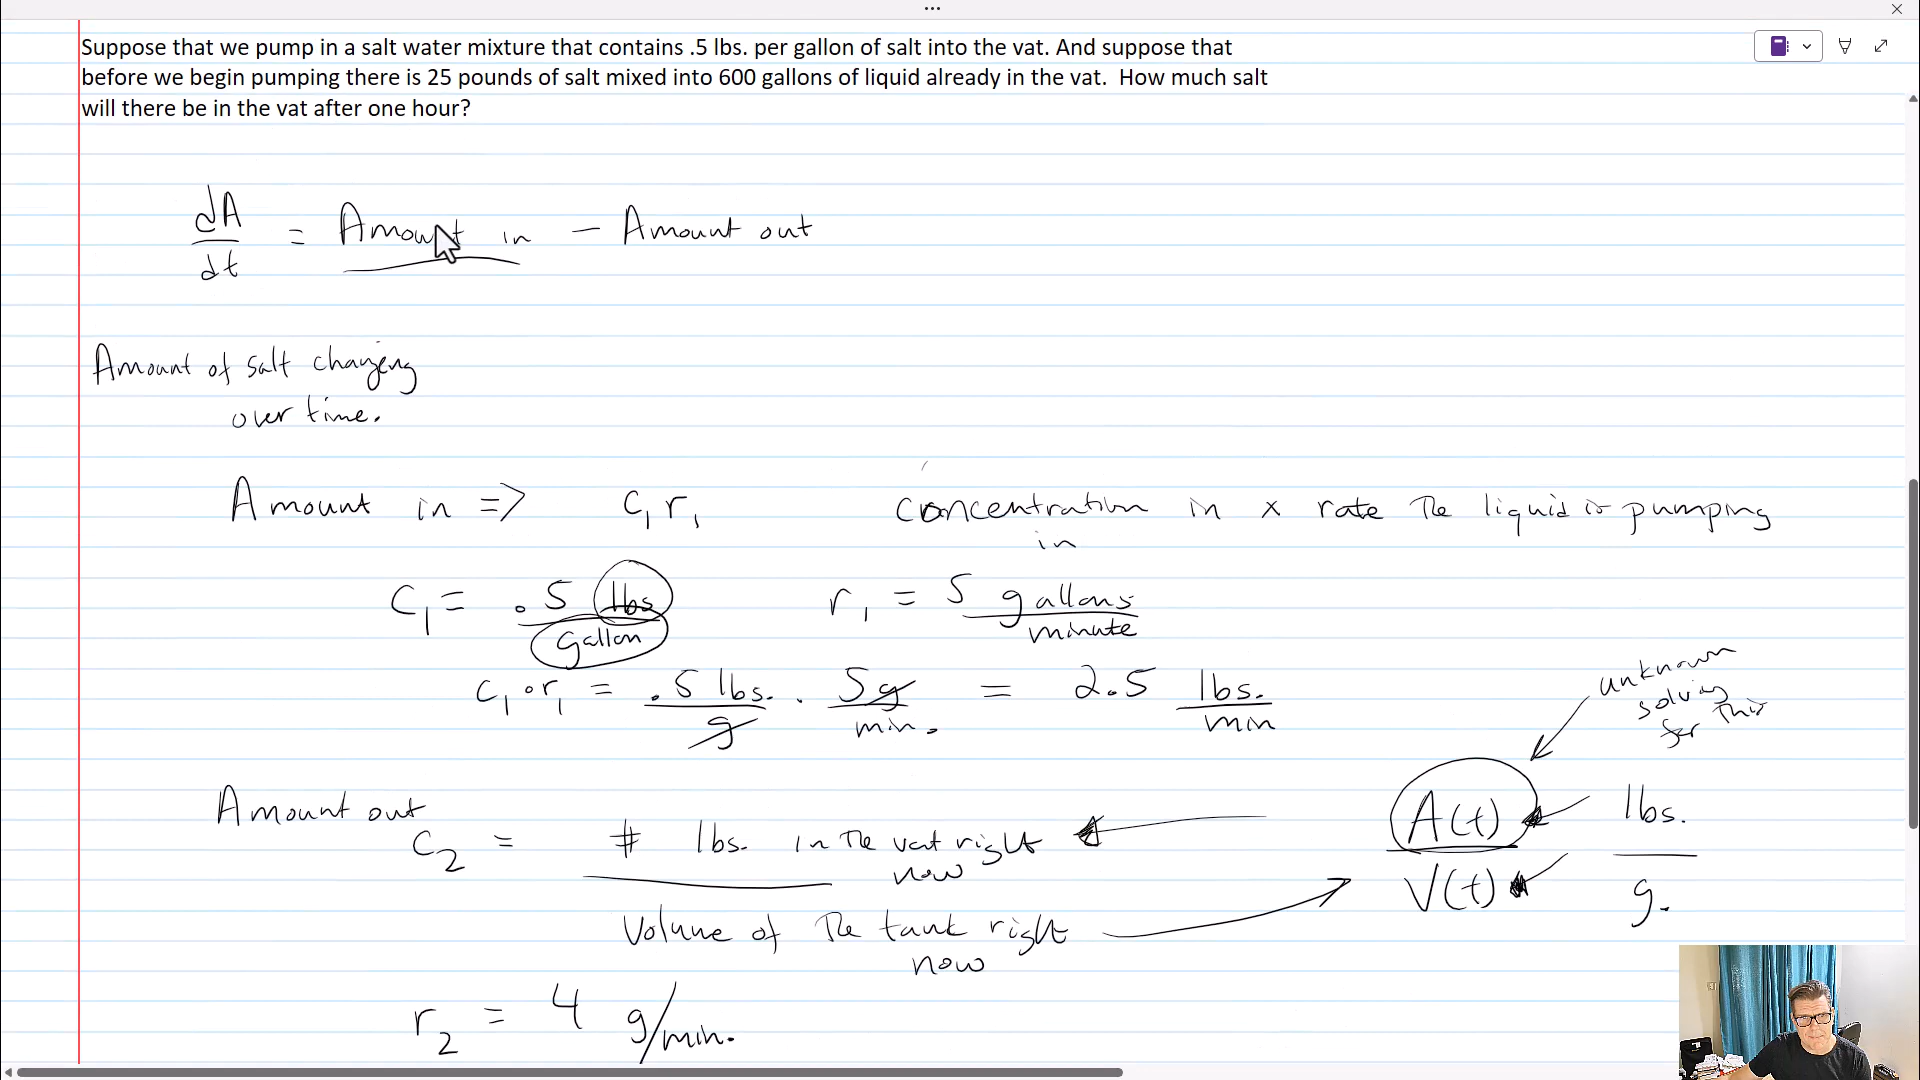 Suppose that we pump in a salt water mixture that contains .5 lbs. per gallon of salt into the vat. And suppose that
before we begin pumping there is 25 pounds of salt mixed into 600 gallons of liquid already in the vat. How much salt
will there be in the vat after one hour?
dA/dt = Amount in - Amount out
Amount of salt changing
over time.
Amount in => C₁ r₁ concentration in x rate the liquid is pumping
in
C₁ = .5 lbs/gallon r₁ = 5 gallons/minute
C₁ · r₁ = .5 lbs./g · 5g/min. = 2.5 lbs./min
unknown
solving
for this
Amount out
C₂ = # lbs. in the vat right
now
Volume of the tank right
now
A(t)/V(t) lbs./g.
r₂ = 4 g/min.